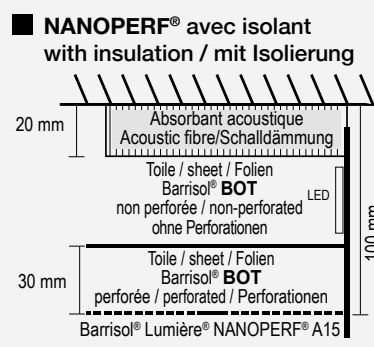 NANOPERF® avec isolant
with insulation / mit Isolierung
20 mm
Absorbant acoustique
Acoustic fibre/Schalldämmung
Toile / sheet / Folien
Barrisol® BOT
LED
non perforée / non-perforated
ohne Perforationen
100 mm
30 mm
Toile / sheet / Folien
Barrisol® BOT
perforée / perforated / Perforationen
Barrisol® Lumière® NANOPERF® A15